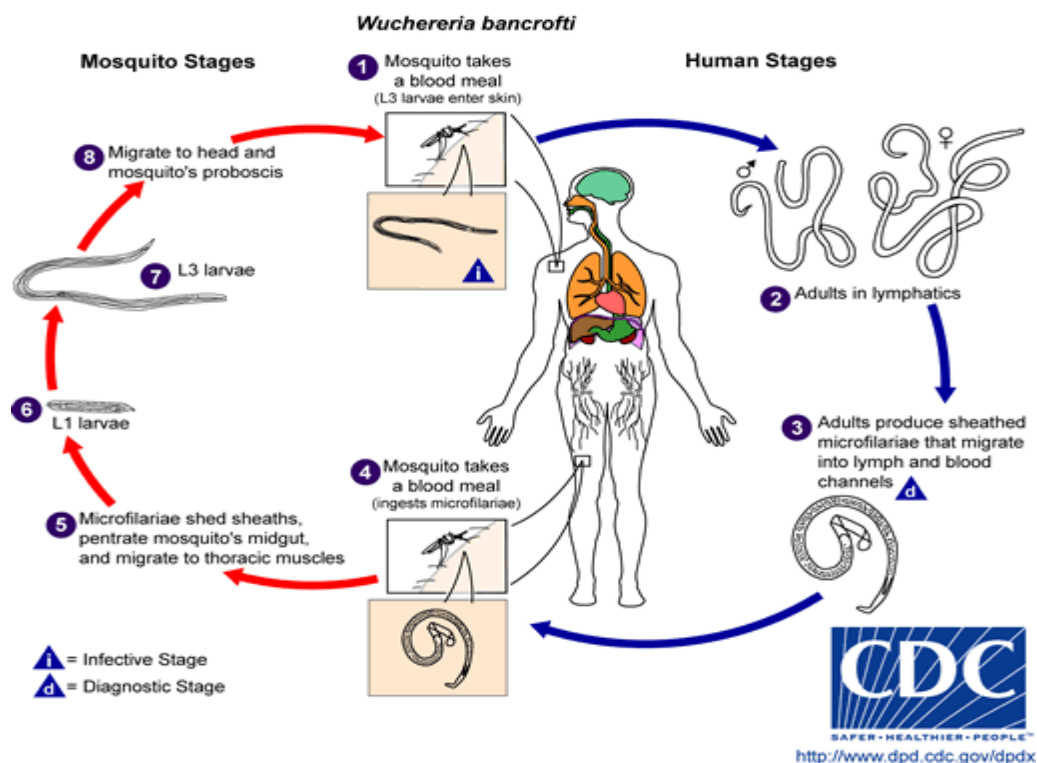 Wuchereria bancrofti
Mosquito Stages
Human Stages
1 Mosquito takes
a blood meal
(L3 larvae enter skin)
i
♂
♀
2 Adults in lymphatics
3 Adults produce sheathed
microfilariae that migrate
into lymph and blood
channels d
4 Mosquito takes
a blood meal
(ingests microfilariae)
5 Microfilariae shed sheaths,
pentrate mosquito's midgut,
and migrate to thoracic muscles
6
L1 larvae
7 L3 larvae
8 Migrate to head and
mosquito's proboscis
i = Infective Stage
d = Diagnostic Stage
CDC
SAFER·HEALTHIER·PEOPLE™
http://www.dpd.cdc.gov/dpdx